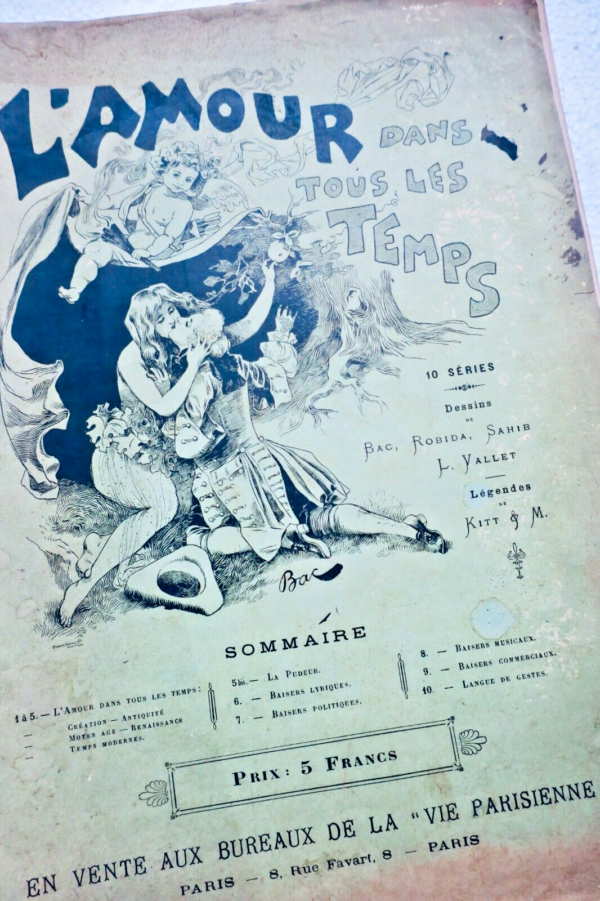 L'AMOUR DANS
TOUS LES
TEMPS
10 SÉRIES
Dessins
DE
BAC, ROBIDA, SAHIB
L. VALLET
Légendes
DE
KITT & M.
Bac
SOMMAIRE
1 à 5. — L'AMOUR DANS TOUS LES TEMPS:
— CRÉATION — ANTIQUITÉ
— MOYEN AGE — RENAISSANCE
— TEMPS MODERNES.
5bis. — LA PUDEUR.
6. — BAISERS LYRIQUES.
7. — BAISERS POLITIQUES.
8. — BAISERS MUSICAUX.
9. — BAISERS COMMERCIAUX.
10. — LANGUE DE GESTES.
PRIX: 5 FRANCS
EN VENTE AUX BUREAUX DE LA "VIE PARISIENNE
PARIS — 8, Rue Favart, 8 — PARIS